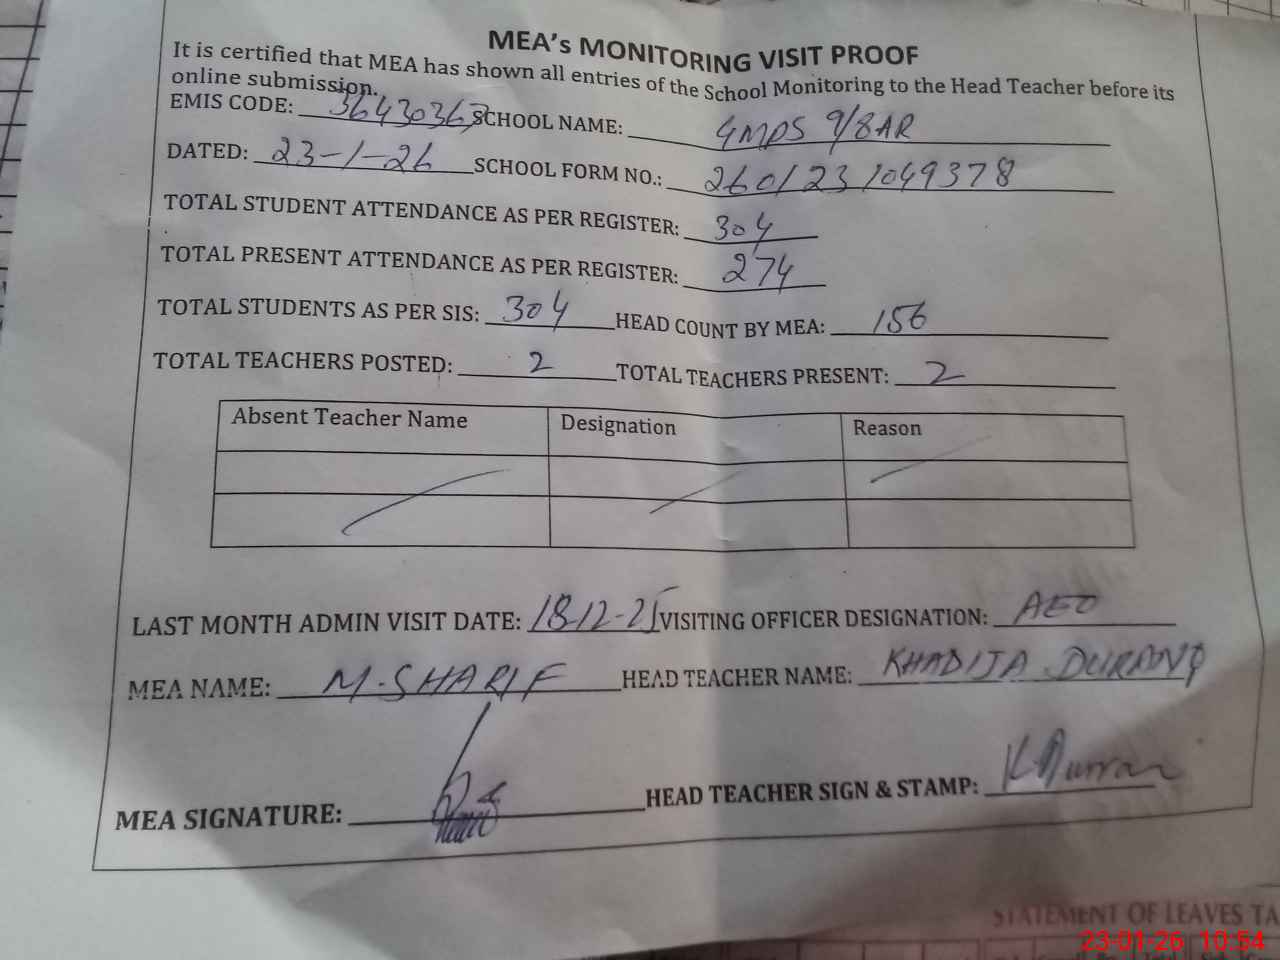 MEA's MONITORING VISIT PROOF
It is certified that MEA has shown all entries of the School Monitoring to the Head Teacher before its
online submission.
EMIS CODE: 36430367 SCHOOL NAME: GMPS 9/8AR
DATED: 23-1-26 SCHOOL FORM NO.: 2601231049378
TOTAL STUDENT ATTENDANCE AS PER REGISTER: 304
TOTAL PRESENT ATTENDANCE AS PER REGISTER: 274
TOTAL STUDENTS AS PER SIS: 304 HEAD COUNT BY MEA: 156
TOTAL TEACHERS POSTED: 2 TOTAL TEACHERS PRESENT: 2
Absent Teacher Name Designation Reason
LAST MONTH ADMIN VISIT DATE: 18-12-25 VISITING OFFICER DESIGNATION: AEO
MEA NAME: M-SHARIF HEAD TEACHER NAME: KHADIJA
MEA SIGNATURE: HEAD TEACHER SIGN & STAMP:
STATEMENT OF LEAVES TA
23-01-26 10:54